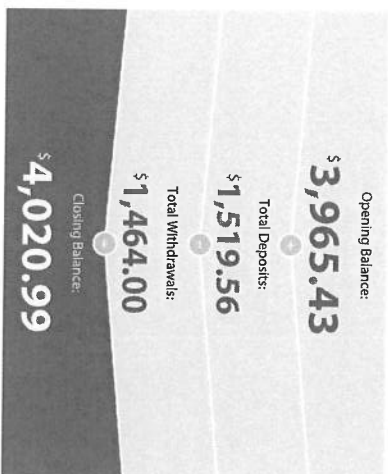 Opening Balance:
$3,965.43
+
Total Deposits:
$1,519.56
-
Total Withdrawals:
$1,464.00
=
Closing Balance:
$4,020.99